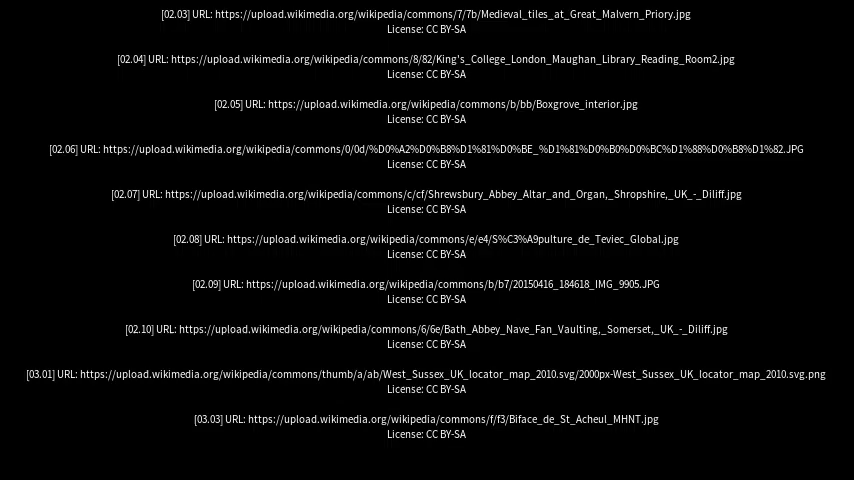 [02.03] URL: https://upload.wikimedia.org/wikipedia/commons/7/7b/Medieval_tiles_at_Great_Malvern_Priory.jpg
License: CC BY-SA
[02.04] URL: https://upload.wikimedia.org/wikipedia/commons/8/82/King's_College_London_Maughan_Library_Reading_Room2.jpg
License: CC BY-SA
[02.05] URL: https://upload.wikimedia.org/wikipedia/commons/b/bb/Boxgrove_interior.jpg
License: CC BY-SA
[02.06] URL: https://upload.wikimedia.org/wikipedia/commons/0/0d/%D0%A2%D0%B8%D1%81%D0%BE_%D1%81%D0%B0%D0%BC%D1%88%D0%B8%D1%82.JPG
License: CC BY-SA
[02.07] URL: https://upload.wikimedia.org/wikipedia/commons/c/cf/Shrewsbury_Abbey_Altar_and_Organ,_Shropshire,_UK_-_Diliff.jpg
License: CC BY-SA
[02.08] URL: https://upload.wikimedia.org/wikipedia/commons/e/e4/S%C3%A9pulture_de_Teviec_Global.jpg
License: CC BY-SA
[02.09] URL: https://upload.wikimedia.org/wikipedia/commons/b/b7/20150416_184618_IMG_9905.JPG
License: CC BY-SA
[02.10] URL: https://upload.wikimedia.org/wikipedia/commons/6/6e/Bath_Abbey_Nave_Fan_Vaulting,_Somerset,_UK_-_Diliff.jpg
License: CC BY-SA
[03.01] URL: https://upload.wikimedia.org/wikipedia/commons/thumb/a/ab/West_Sussex_UK_locator_map_2010.svg/2000px-West_Sussex_UK_locator_map_2010.svg.png
License: CC BY-SA
[03.03] URL: https://upload.wikimedia.org/wikipedia/commons/f/f3/Biface_de_St_Acheul_MHNT.jpg
License: CC BY-SA